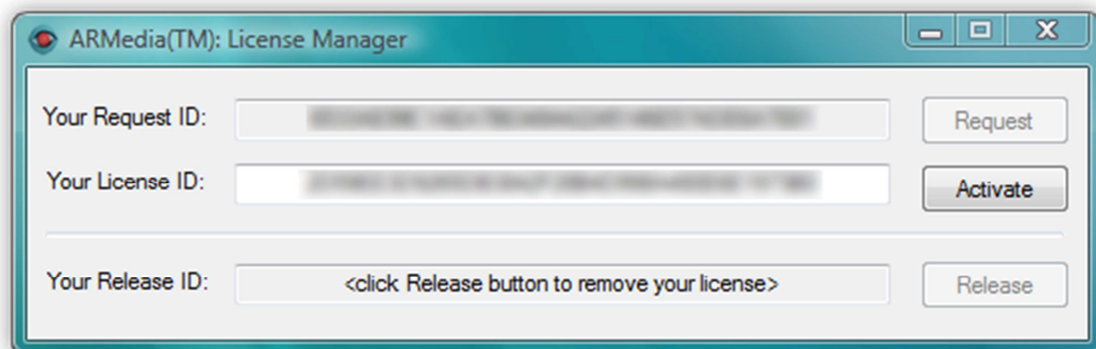 ARMedia(TM): License Manager
Your Request ID: Request
Your License ID: Activate
Your Release ID: <click Release button to remove your license> Release